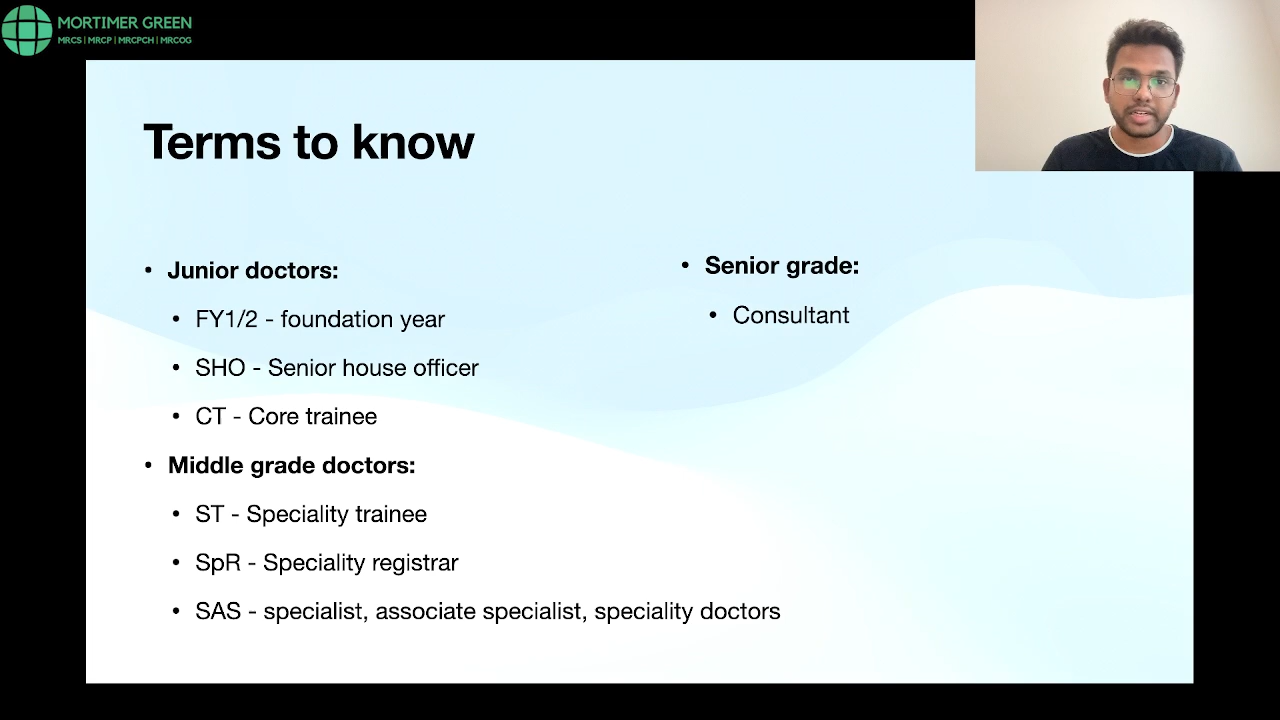 MORTIMER GREEN
MRCS | MRCP | MRCPCH | MRCOG
Terms to know
• Junior doctors:
• FY1/2 - foundation year
• SHO - Senior house officer
• CT - Core trainee
• Middle grade doctors:
• ST - Speciality trainee
• SpR - Speciality registrar
• SAS - specialist, associate specialist, speciality doctors
• Senior grade:
• Consultant